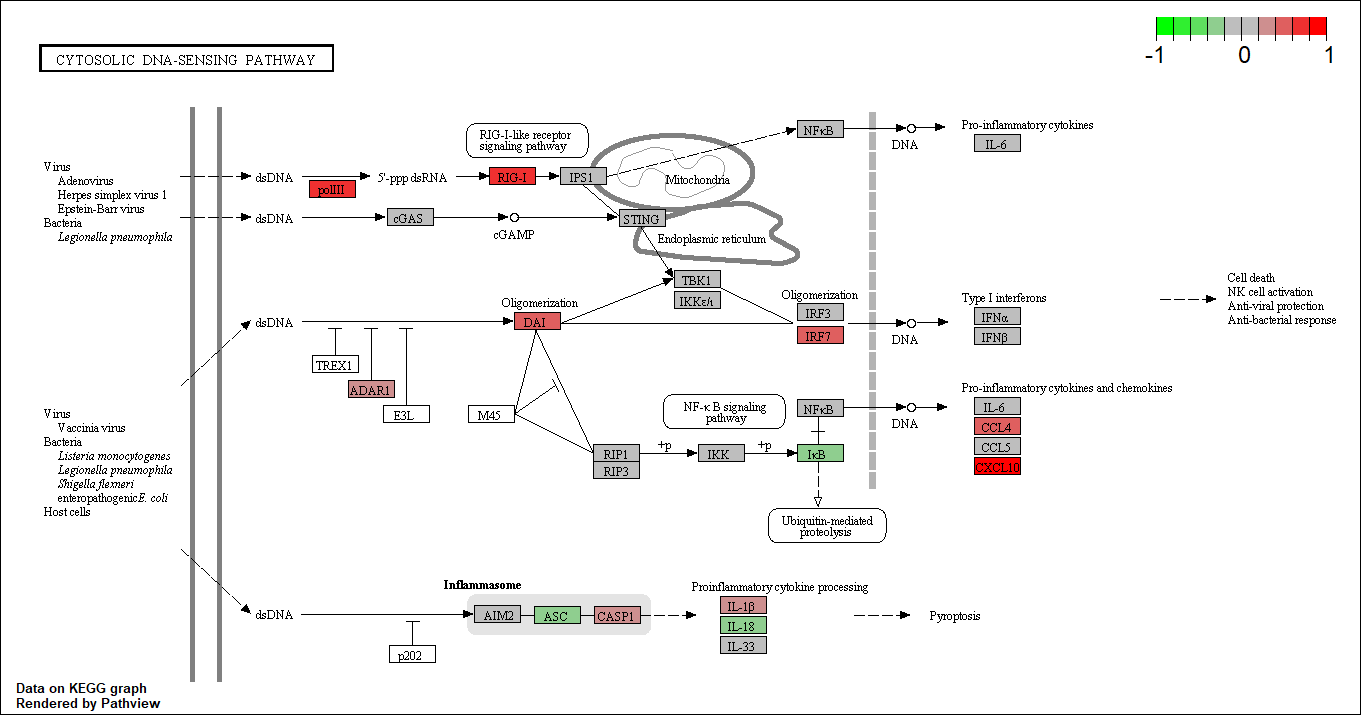 -1 0 1
CYTOSOLIC DNA-SENSING PATHWAY
RIG-I-like receptor
signaling pathway
NFκB
DNA
Pro-inflammatory cytokines
IL-6
Virus
Adenovirus
Herpes simplex virus 1
Epstein-Barr virus
Bacteria
Legionella pneumophila
dsDNA
polIII
5'-ppp dsRNA
RIG-I
IPS1
Mitochondria
dsDNA
cGAS
cGAMP
STING
Endoplasmic reticulum
TBK1
IKKε/ι
Oligomerization
IRF3
IRF7
DNA
Type I interferons
IFNα
IFNβ
Cell death
NK cell activation
Anti-viral protection
Anti-bacterial response
dsDNA
Oligomerization
DAI
TREX1
ADAR1
E3L
M45
NF-κ B signaling
pathway
NFκB
DNA
Pro-inflammatory cytokines and chemokines
IL-6
CCL4
CCL5
CXCL10
Virus
Vaccinia virus
Bacteria
Listeria monocytogenes
Legionella pneumophila
Shigella flexneri
enteropathogenicE. coli
Host cells
RIP1
RIP3
+p
IKK
+p
IκB
Ubiquitin-mediated
proteolysis
Inflammasome
dsDNA
AIM2
ASC
CASP1
p202
Proinflammatory cytokine processing
IL-1β
IL-18
IL-33
Pyroptosis
Data on KEGG graph
Rendered by Pathview